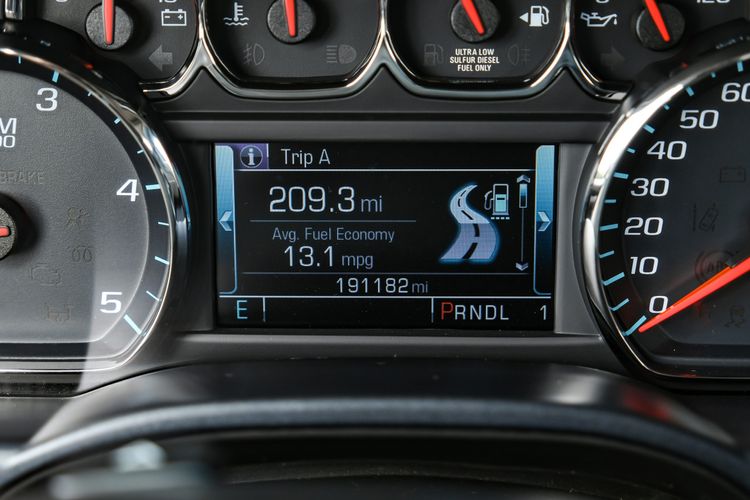 120
ULTRA LOW
SULFUR DIESEL
FUEL ONLY
3
4
5
BRAKE
Trip A
209.3 mi
Avg. Fuel Economy
13.1 mpg
191182 mi
E
PRNDL 1
60
50
40
30
20
10
0